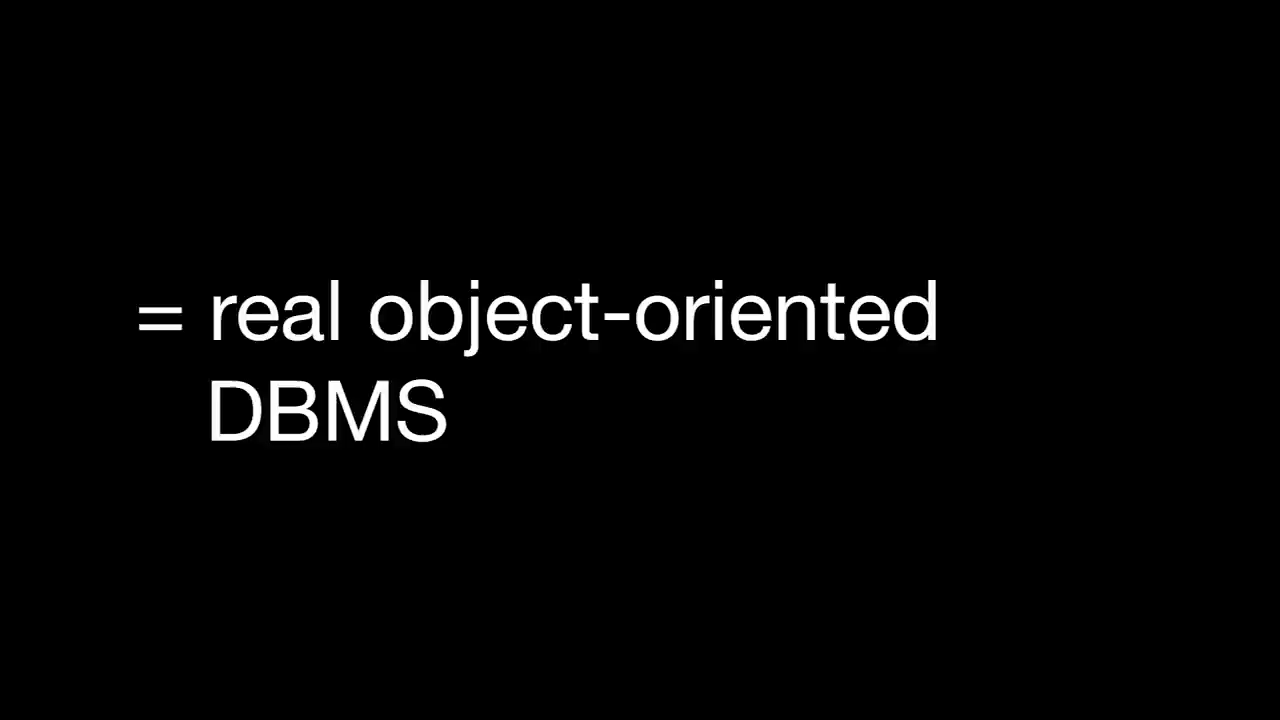 = real object-oriented
DBMS